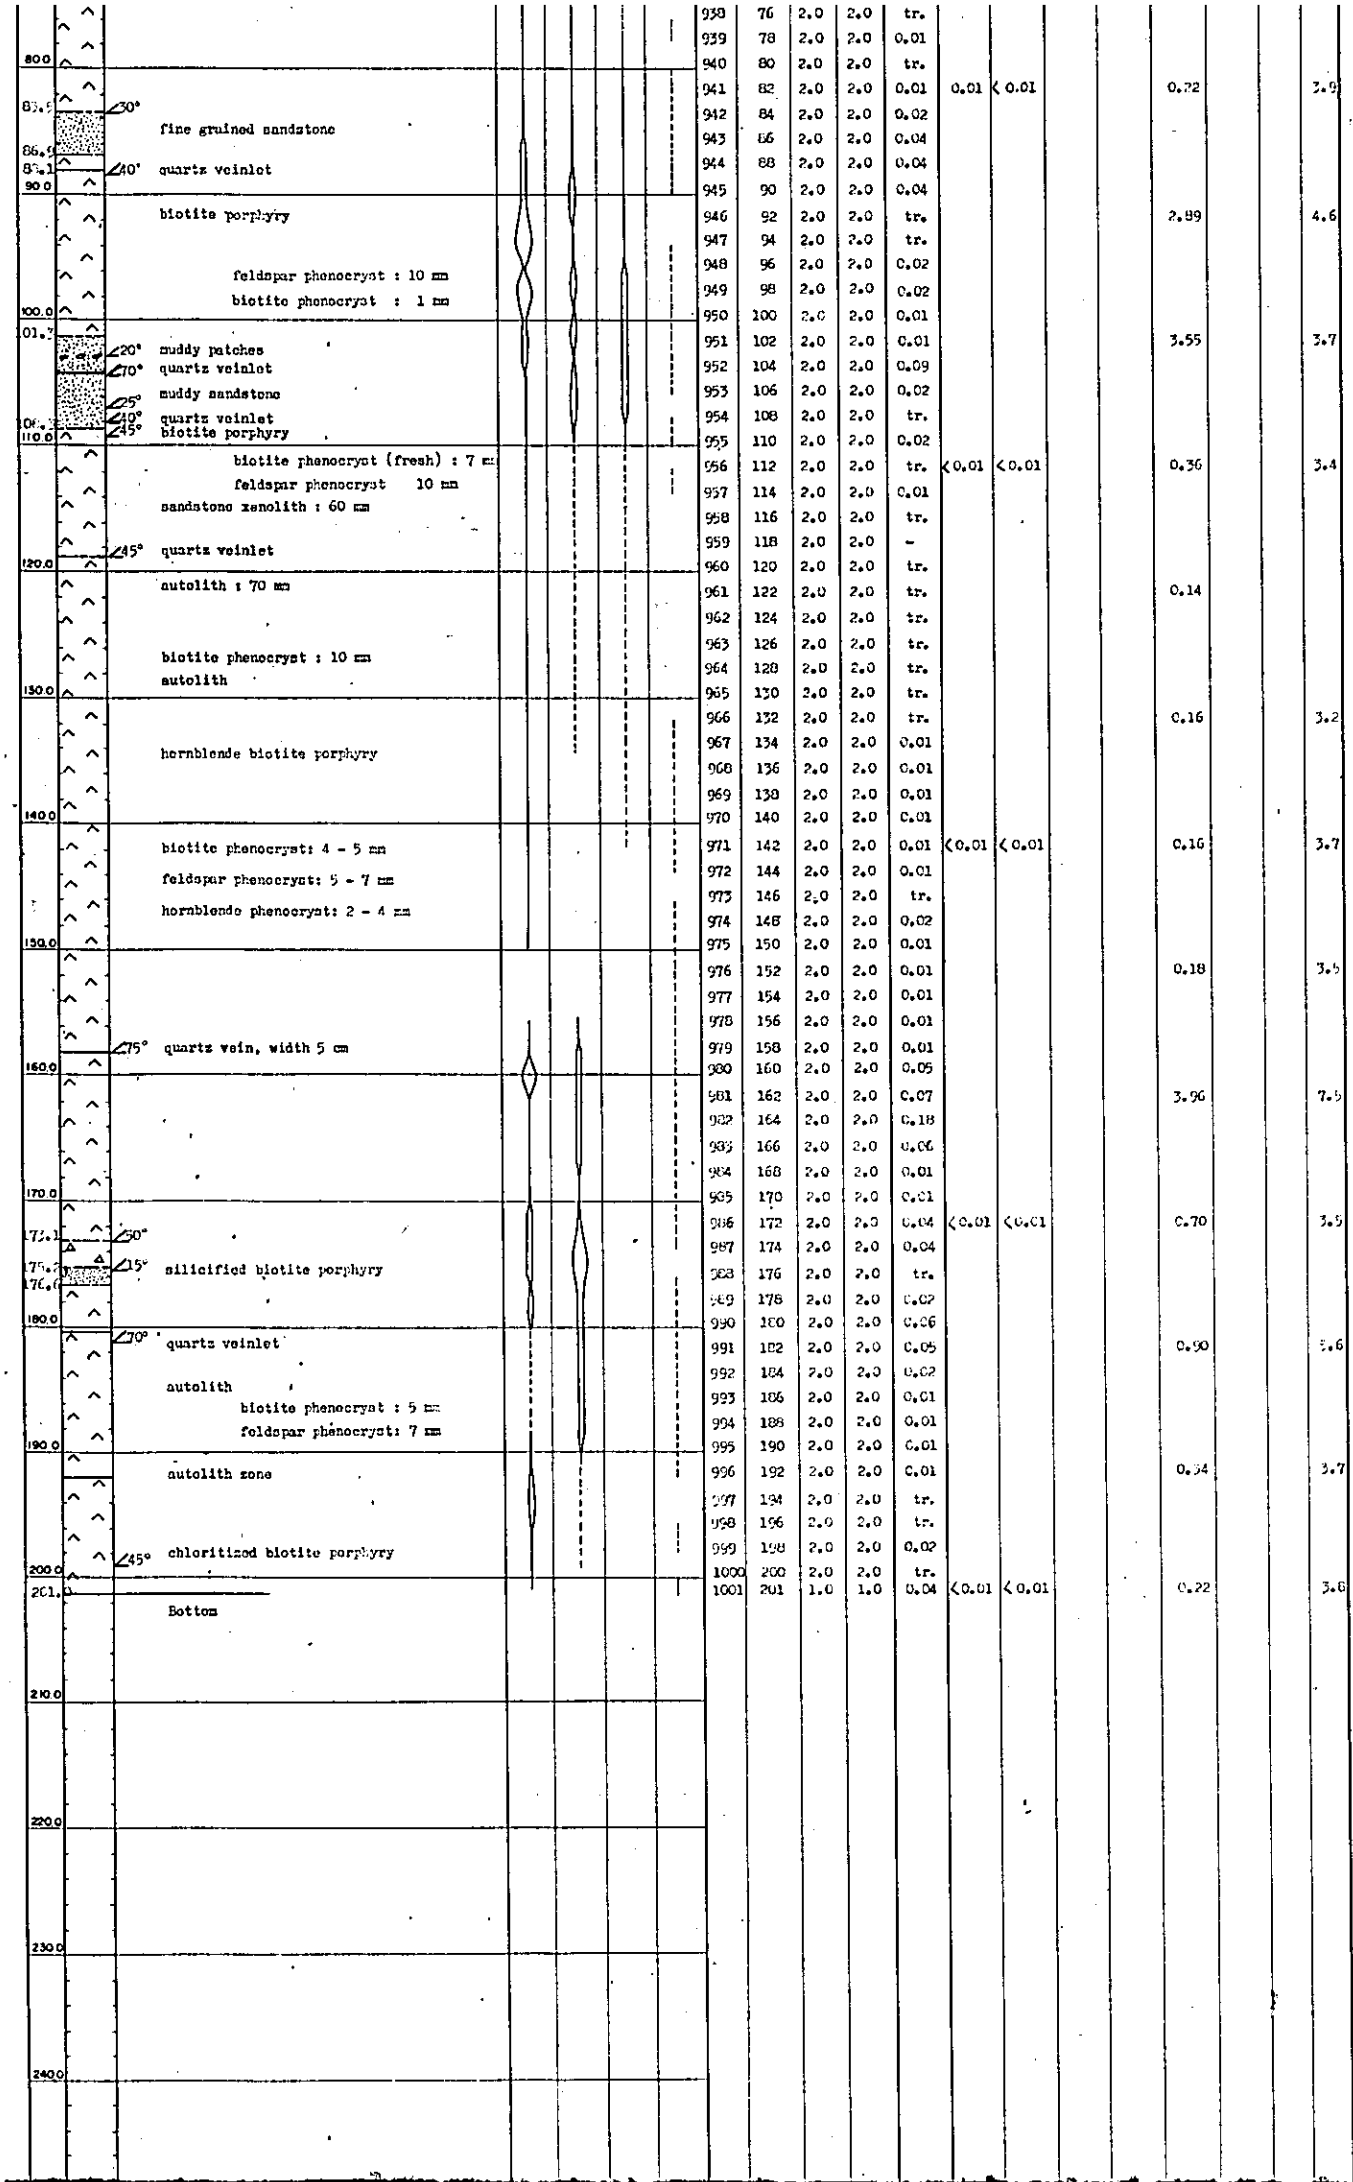 938 76 2.0 2.0 tr.
939 78 2.0 2.0 0.01
80.0 940 80 2.0 2.0 tr.
941 82 2.0 2.0 0.01 0.01 <0.01 0.72 3.9
∠30° 942 84 2.0 2.0 0.02
fine grained sandstone 943 86 2.0 2.0 0.04
86.9 ∠40° quartz veinlet 944 88 2.0 2.0 0.04
90.0 945 90 2.0 2.0 0.04
biotite porphyry 946 92 2.0 2.0 tr. 2.89 4.6
947 94 2.0 2.0 tr.
feldspar phenocryst : 10 mm 948 96 2.0 2.0 0.02
biotite phenocryst : 1 mm 949 98 2.0 2.0 0.02
100.0 950 100 2.0 2.0 0.01
951 102 2.0 2.0 0.01 3.55 3.7
∠20° muddy patches
∠70° quartz veinlet 952 104 2.0 2.0 0.09
∠25° muddy sandstone 953 106 2.0 2.0 0.02
∠40° quartz veinlet 954 108 2.0 2.0 tr.
∠45° biotite porphyry
110.0 955 110 2.0 2.0 0.02
biotite phenocryst (fresh) : 7 mm 956 112 2.0 2.0 tr. <0.01 <0.01 0.36 3.4
feldspar phenocryst 10 mm 957 114 2.0 2.0 0.01
sandstone xenolith : 60 mm 958 116 2.0 2.0 tr.
∠45° quartz veinlet 959 118 2.0 2.0 -
120.0 960 120 2.0 2.0 tr.
autolith : 70 mm 961 122 2.0 2.0 tr. 0.14
962 124 2.0 2.0 tr.
963 126 2.0 2.0 tr.
biotite phenocryst : 10 mm 964 128 2.0 2.0 tr.
autolith
130.0 965 130 2.0 2.0 tr.
966 132 2.0 2.0 tr. 0.16 3.2
hornblende biotite porphyry 967 134 2.0 2.0 0.01
968 136 2.0 2.0 0.01
969 138 2.0 2.0 0.01
140.0 970 140 2.0 2.0 0.01
biotite phenocryst: 4 - 5 mm 971 142 2.0 2.0 0.01 <0.01 <0.01 0.16 3.7
feldspar phenocryst: 5 - 7 mm 972 144 2.0 2.0 0.01
973 146 2.0 2.0 tr.
hornblende phenocryst: 2 - 4 mm 974 148 2.0 2.0 0.02
150.0 975 150 2.0 2.0 0.01
976 152 2.0 2.0 0.01 0.18 3.5
977 154 2.0 2.0 0.01
978 156 2.0 2.0 0.01
∠75° quartz vein, width 5 cm 979 158 2.0 2.0 0.01
160.0 980 160 2.0 2.0 0.05
981 162 2.0 2.0 0.07 3.96 7.5
982 164 2.0 2.0 0.18
983 166 2.0 2.0 0.06
984 168 2.0 2.0 0.01
170.0 985 170 2.0 2.0 0.01
173.1 ∠50° 986 172 2.0 2.0 0.04 <0.01 <0.01 0.70 3.5
987 174 2.0 2.0 0.04
∠15° silicified biotite porphyry 988 176 2.0 2.0 tr.
176.6 989 178 2.0 2.0 0.02
180.0 990 180 2.0 2.0 0.06
∠70° quartz veinlet 991 182 2.0 2.0 0.05 0.90
autolith 992 184 2.0 2.0 0.02
biotite phenocryst : 5 mm 993 186 2.0 2.0 0.01
feldspar phenocryst: 7 mm 994 188 2.0 2.0 0.01
190.0 995 190 2.0 2.0 0.01
autolith zone 996 192 2.0 2.0 0.01 3.7
997 194 2.0 2.0 tr.
998 196 2.0 2.0 tr.
∠45° chloritized biotite porphyry 999 198 2.0 2.0 0.02
200.0 1000 200 2.0 2.0 tr.
201.0 1001 201 1.0 1.0 0.04 <0.01 <0.01 0.22
Bottom
210.0
220.0
230.0
240.0